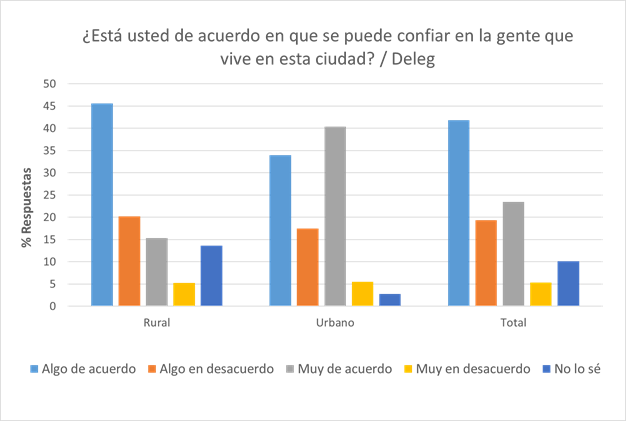 ¿Está usted de acuerdo en que se puede confiar en la gente que
vive en esta ciudad? / Deleg
50
45
40
35
30
25
20
15
10
5
0
% Respuestas
Rural Urbano Total
Algo de acuerdo Algo en desacuerdo Muy de acuerdo Muy en desacuerdo No lo sé